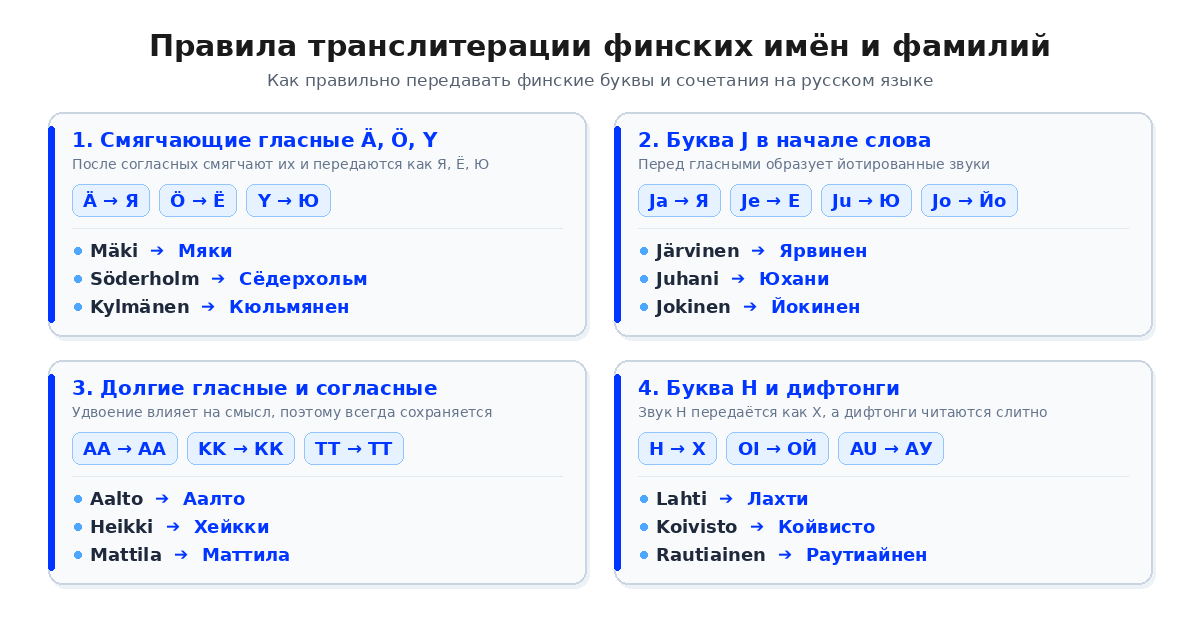 Правила транслитерации финских имён и фамилий
Как правильно передавать финские буквы и сочетания на русском языке
1. Смягчающие гласные Ä, Ö, Y
После согласных смягчают их и передаются как Я, Ё, Ю
Ä → Я Ö → Ё Y → Ю
Mäki → Мяки
Söderholm → Сёдерхольм
Kylmänen → Кюльмянен
2. Буква J в начале слова
Перед гласными образует йотированные звуки
Ja → Я Je → Е Ju → Ю Jo → Йо
Järvinen → Ярвинен
Juhani → Юхани
Jokinen → Йокинен
3. Долгие гласные и согласные
Удвоение влияет на смысл, поэтому всегда сохраняется
AA → АА KK → КК TT → ТТ
Aalto → Аалто
Heikki → Хейкки
Mattila → Маттила
4. Буква H и дифтонги
Звук H передаётся как Х, а дифтонги читаются слитно
H → Х OI → ОЙ AU → АУ
Lahti → Лахти
Koivisto → Койвисто
Rautiainen → Раутиайнен